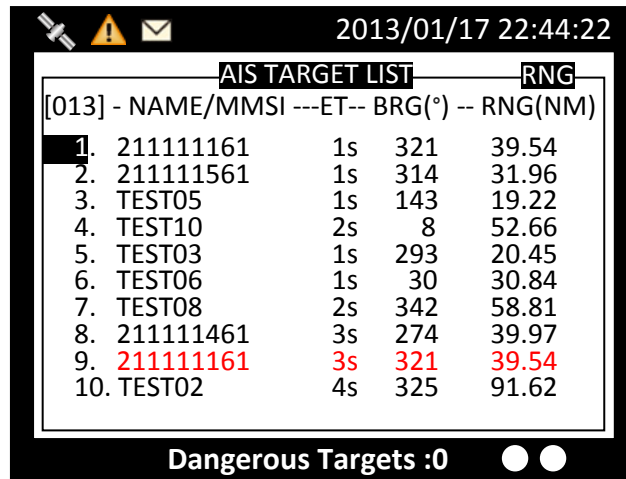 2013/01/17 22:44:22
AIS TARGET LIST RNG
[013] - NAME/MMSI ---ET-- BRG(°) -- RNG(NM)
1. 211111161 1s 321 39.54
2. 211111561 1s 314 31.96
3. TEST05 1s 143 19.22
4. TEST10 2s 8 52.66
5. TEST03 1s 293 20.45
6. TEST06 1s 30 30.84
7. TEST08 2s 342 58.81
8. 211111461 3s 274 39.97
9. 211111161 3s 321 39.54
10. TEST02 4s 325 91.62
Dangerous Targets :0